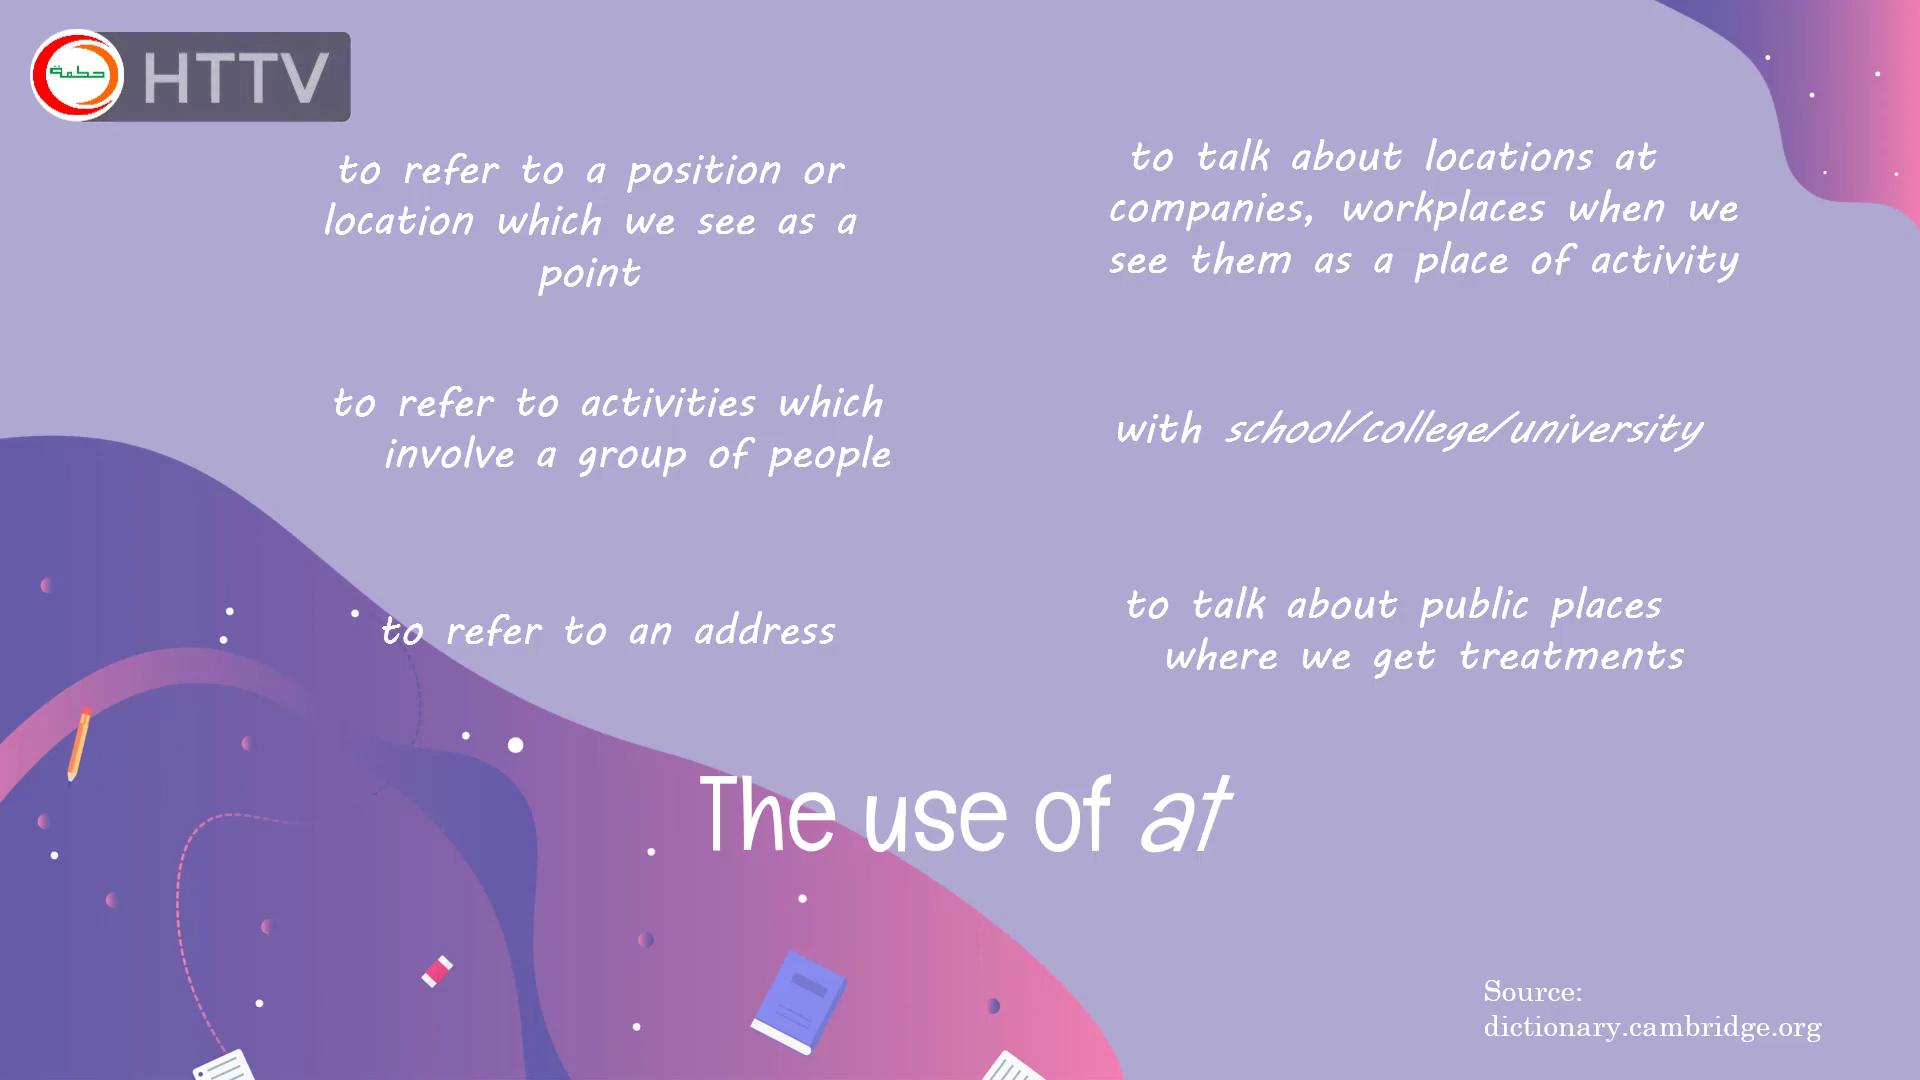 حكمة
HTTV
to refer to a position or
location which we see as a
point
to talk about locations at
companies, workplaces when we
see them as a place of activity
to refer to activities which
involve a group of people
with school/college/university
to refer to an address
to talk about public places
where we get treatments
The use of at
Source:
dictionary.cambridge.org